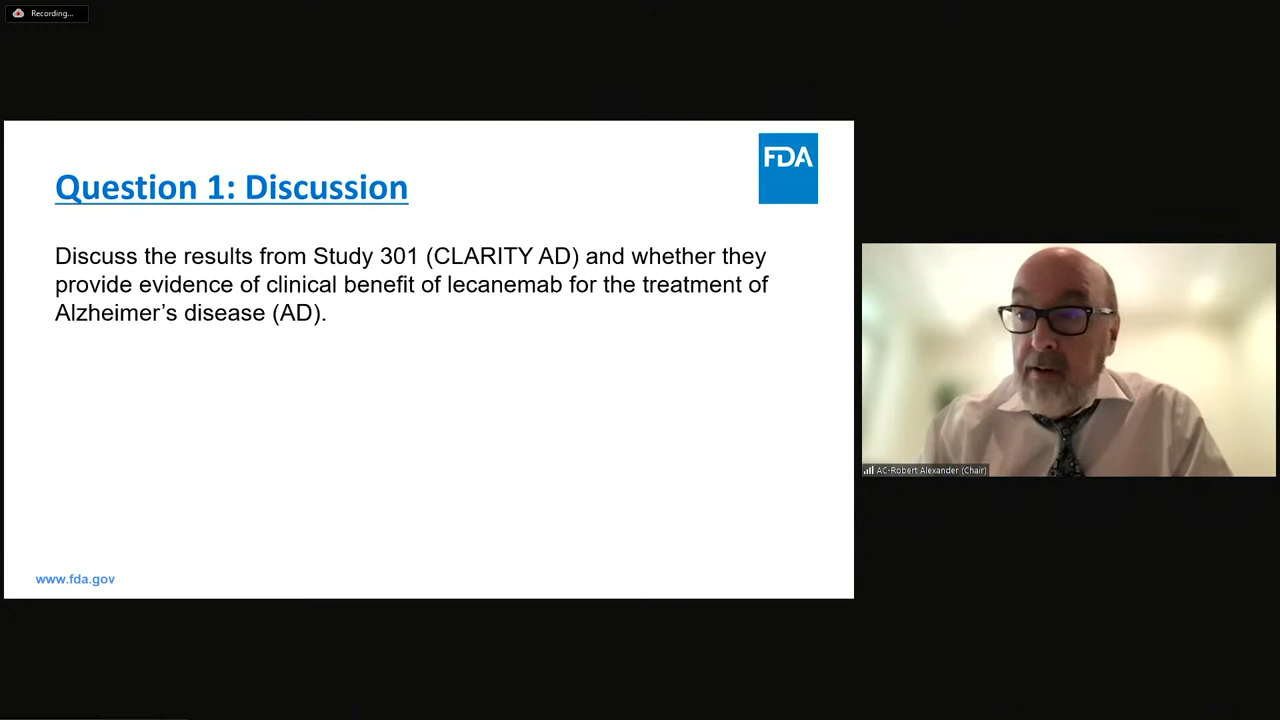 Recording...
FDA
Question 1: Discussion
Discuss the results from Study 301 (CLARITY AD) and whether they
provide evidence of clinical benefit of lecanemab for the treatment of
Alzheimer's disease (AD).
AC-Robert Alexander (Chair)
www.fda.gov